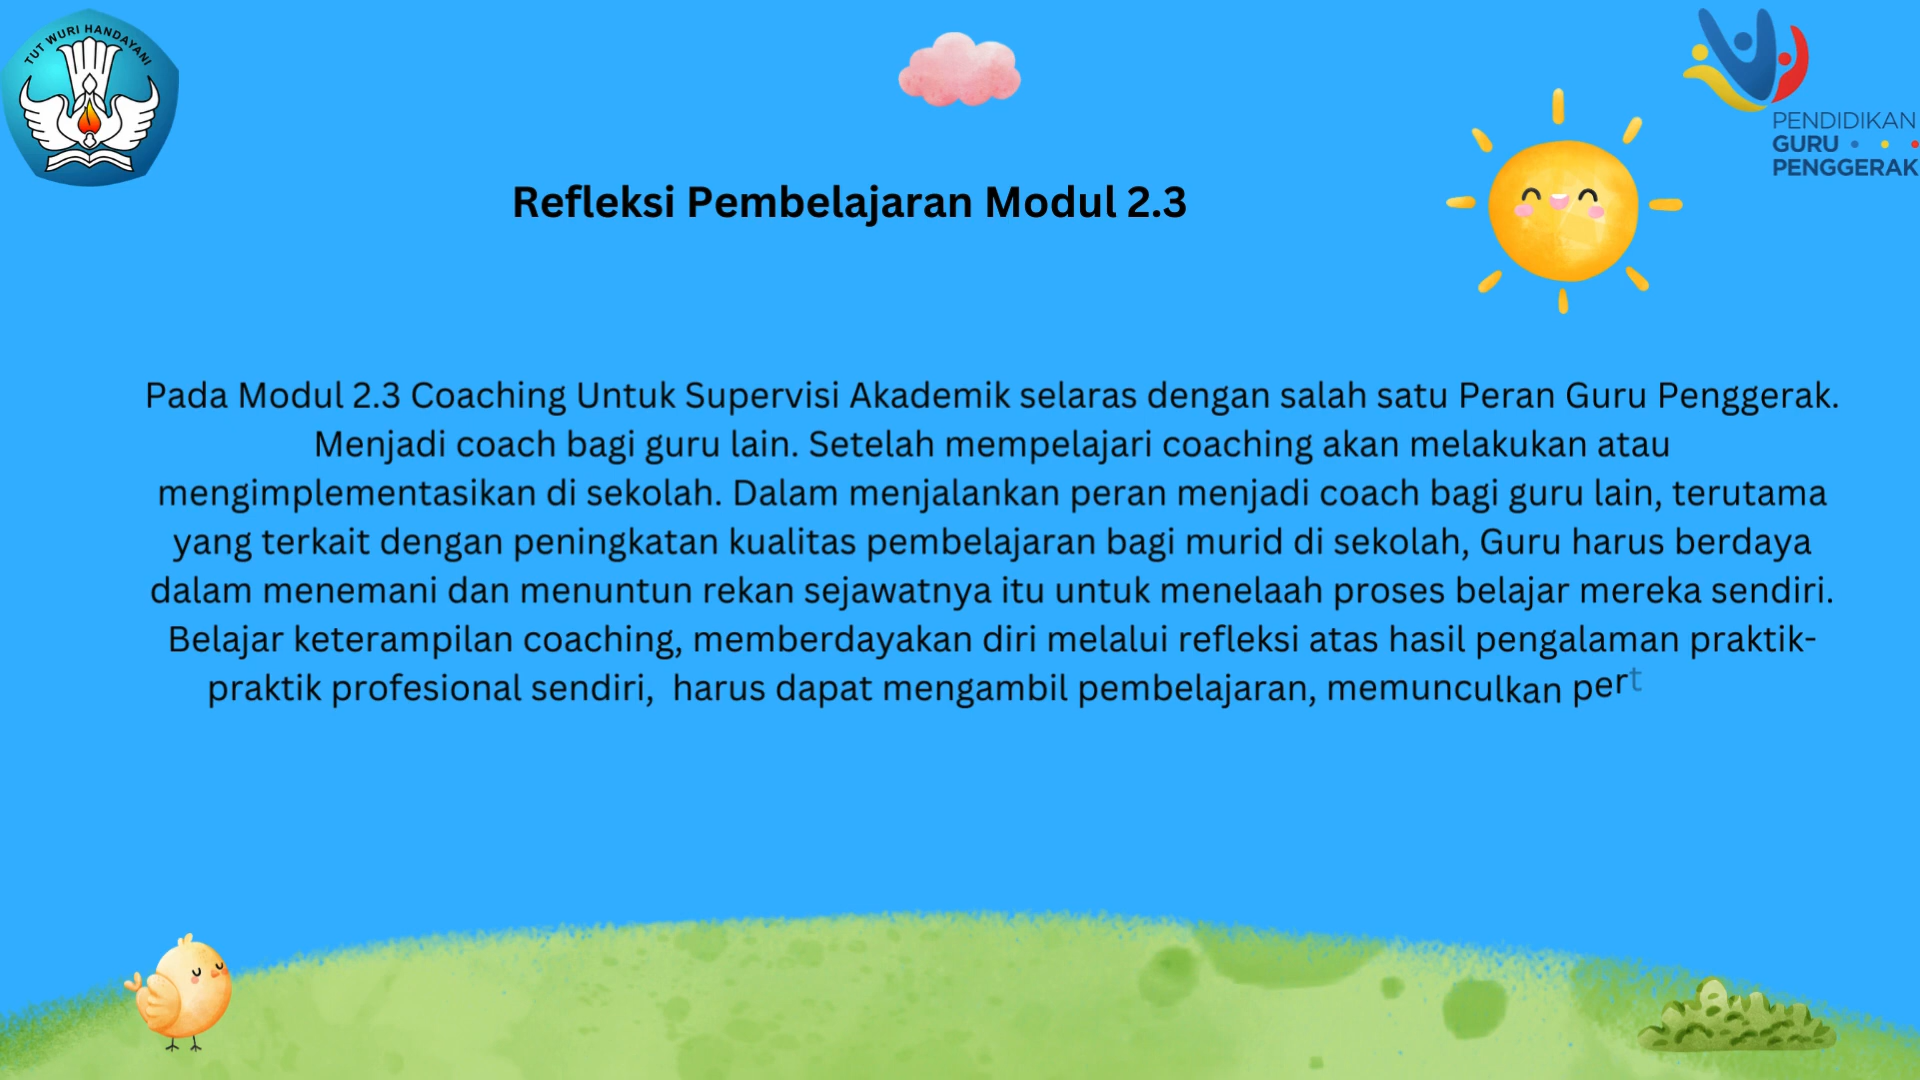 TUT WURI HANDAYANI
PENDIDIKAN
GURU
PENGGERAK
Refleksi Pembelajaran Modul 2.3
Pada Modul 2.3 Coaching Untuk Supervisi Akademik selaras dengan salah satu Peran Guru Penggerak.
Menjadi coach bagi guru lain. Setelah mempelajari coaching akan melakukan atau
mengimplementasikan di sekolah. Dalam menjalankan peran menjadi coach bagi guru lain, terutama
yang terkait dengan peningkatan kualitas pembelajaran bagi murid di sekolah, Guru harus berdaya
dalam menemani dan menuntun rekan sejawatnya itu untuk menelaah proses belajar mereka sendiri.
Belajar keterampilan coaching, memberdayakan diri melalui refleksi atas hasil pengalaman praktik-
praktik profesional sendiri,  harus dapat mengambil pembelajaran, memunculkan pert